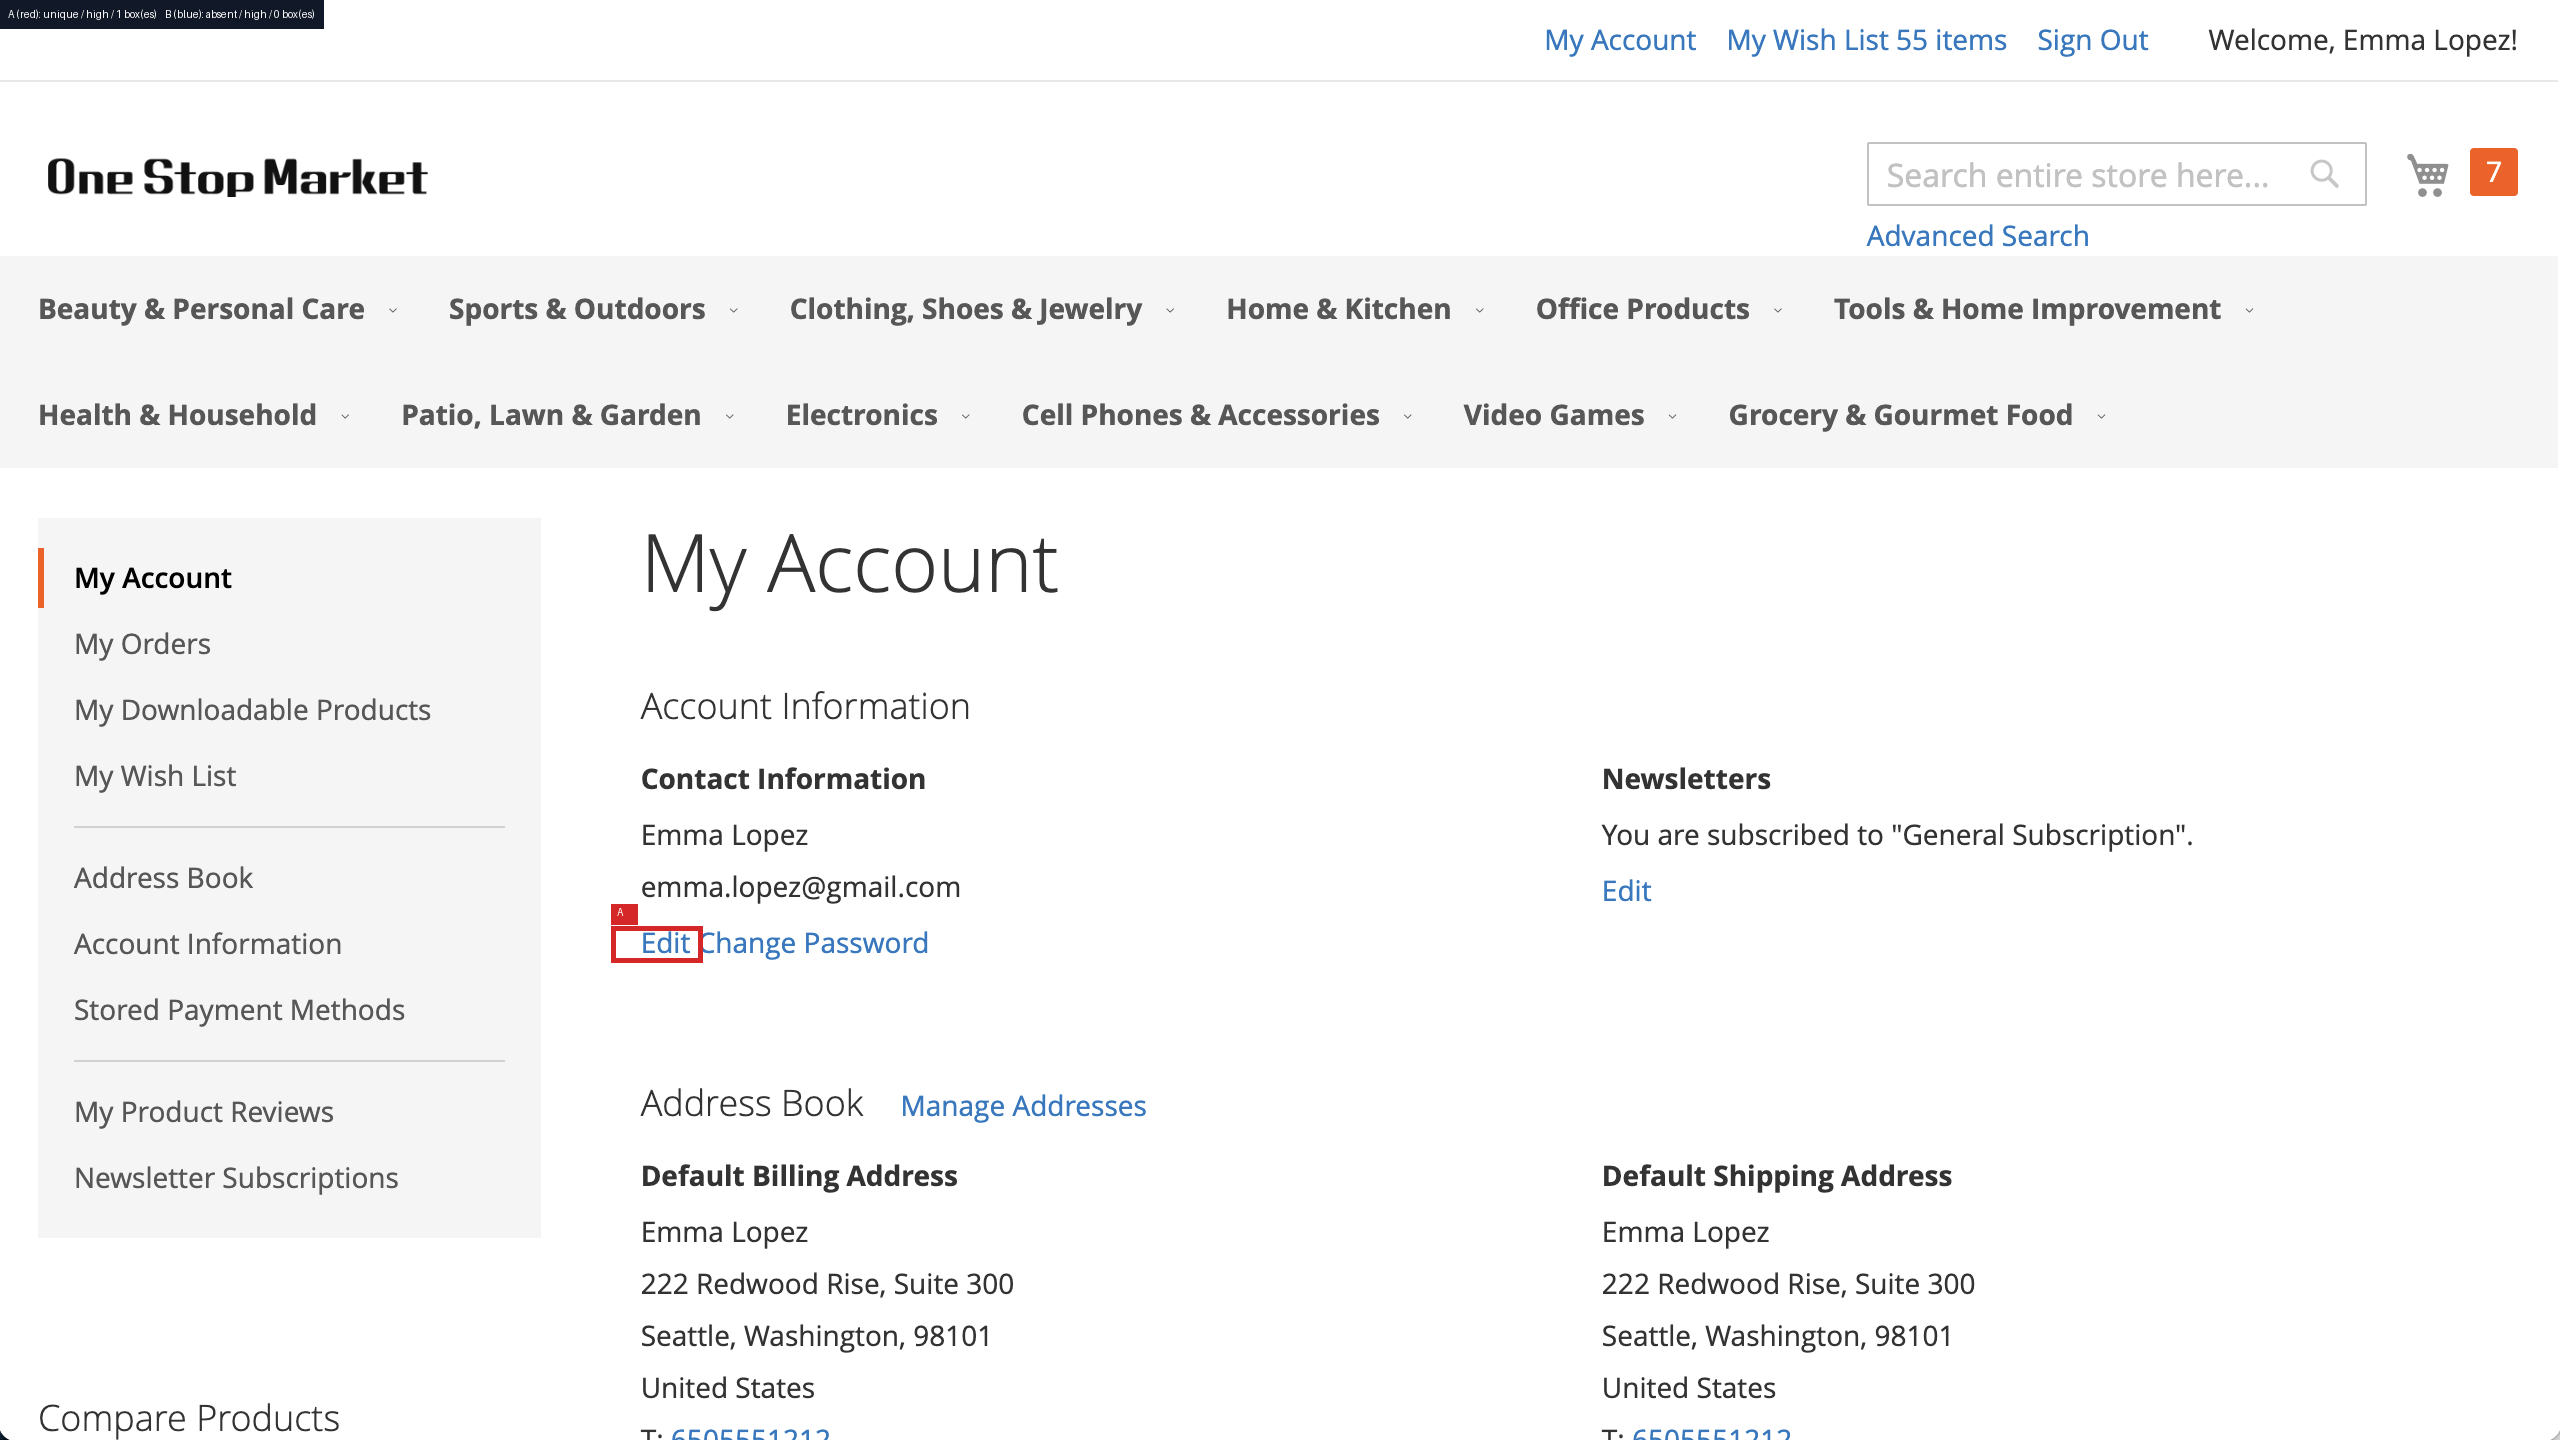 A (red): unique / high / 1 box(es) B (blue): absent / high / 0 box(es)
My Account My Wish List 55 items Sign Out Welcome, Emma Lopez!
One Stop Market
Search entire store here...
7
Advanced Search
Beauty & Personal Care Sports & Outdoors Clothing, Shoes & Jewelry Home & Kitchen Office Products Tools & Home Improvement
Health & Household Patio, Lawn & Garden Electronics Cell Phones & Accessories Video Games Grocery & Gourmet Food
My Account
My Orders
My Downloadable Products
My Wish List
Address Book
Account Information
Stored Payment Methods
My Product Reviews
Newsletter Subscriptions
Compare Products
My Account
Account Information
Contact Information
Emma Lopez
emma.lopez@gmail.com
A
Edit Change Password
Newsletters
You are subscribed to "General Subscription".
Edit
Address Book Manage Addresses
Default Billing Address
Emma Lopez
222 Redwood Rise, Suite 300
Seattle, Washington, 98101
United States
T: 6505551212
Default Shipping Address
Emma Lopez
222 Redwood Rise, Suite 300
Seattle, Washington, 98101
United States
T: 6505551212